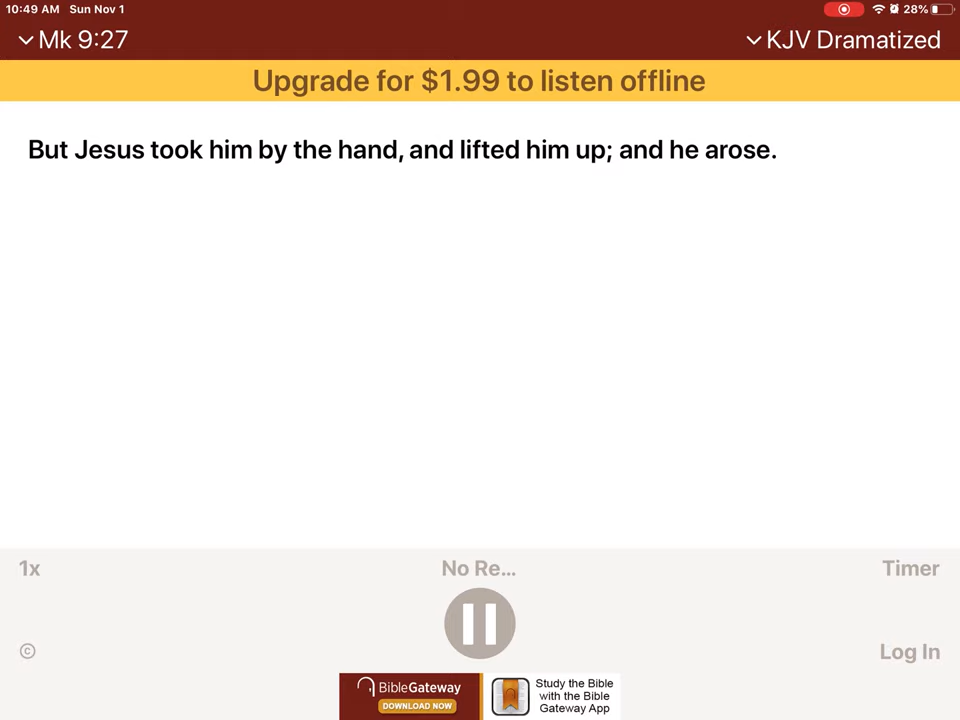 10:49 AM Sun Nov 1 28%
Mk 9:27 KJV Dramatized
Upgrade for $1.99 to listen offline
But Jesus took him by the hand, and lifted him up; and he arose.
1x No Re... Timer
© Log In
BibleGateway
DOWNLOAD NOW
Study the Bible
with the Bible
Gateway App